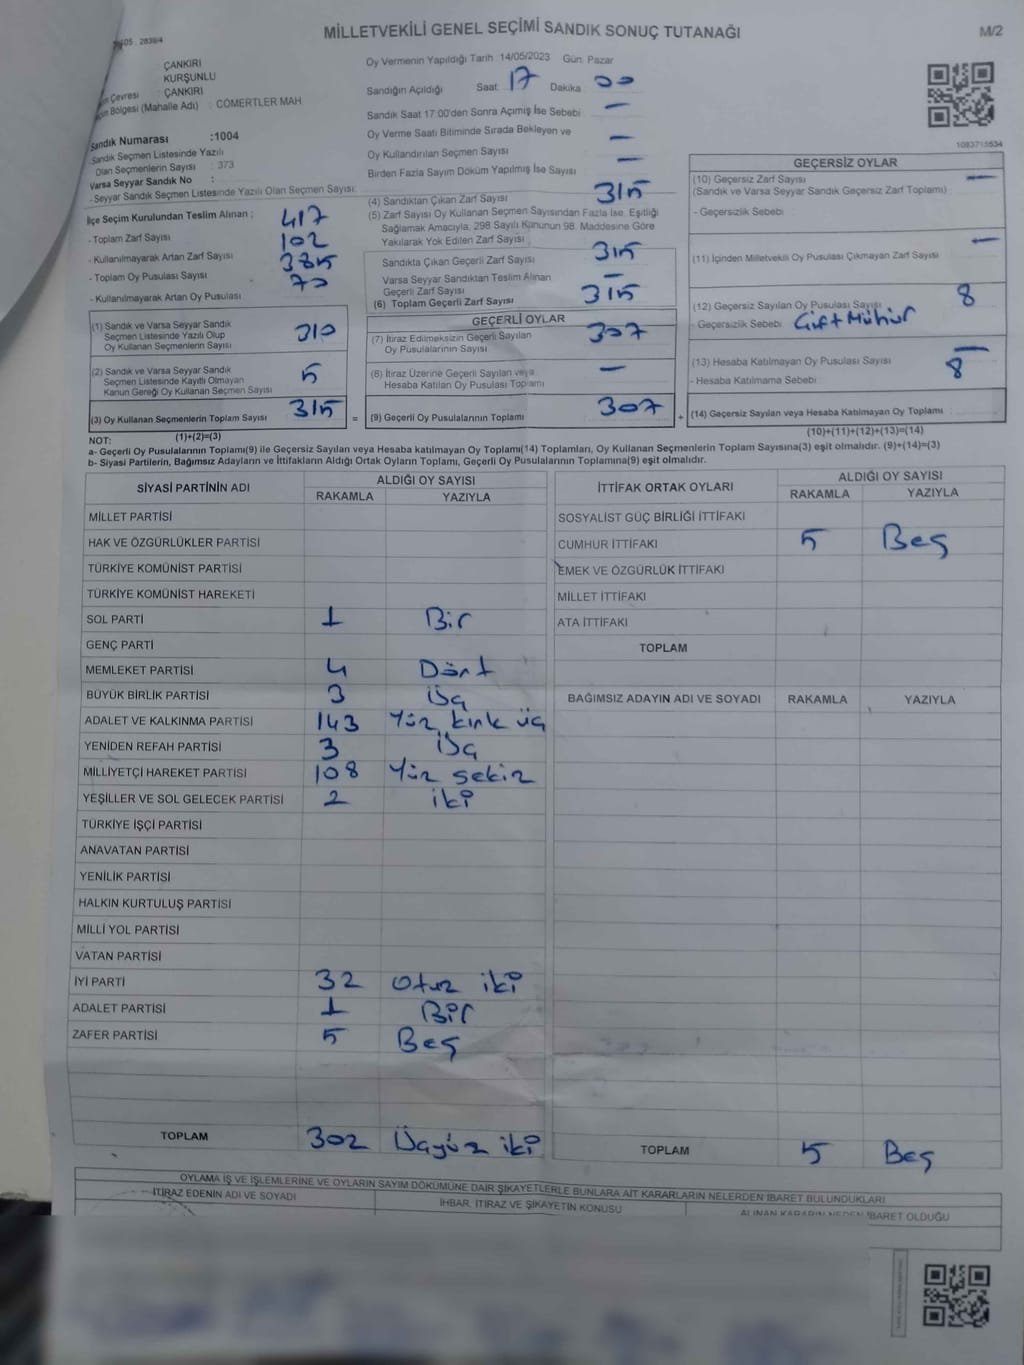 MİLLETVEKİLİ GENEL SEÇİMİ SANDIK SONUÇ TUTANAĞI
M/2
ÇANKIRI
KURŞUNLU
Çevresi : ÇANKIRI
Bölgesi (Mahalle Adı) : CÖMERTLER MAH.
Sandık Numarası :1004
-Sandık Seçmen Listesinde Yazılı
Olan Seçmenlerin Sayısı : 373
Varsa Seyyar Sandık No :
- Seyyar Sandık Seçmen Listesinde Yazılı Olan Seçmen Sayısı:
İlçe Seçim Kurulundan Teslim Alınan ;
- Toplam Zarf Sayısı 417
- Kullanılmayarak Artan Zarf Sayısı 102
- Toplam Oy Pusulası Sayısı 385
- Kullanılmayarak Artan Oy Pusulası 70
Oy Vermenin Yapıldığı Tarih :14/05/2023 Gün: Pazar
Sandığın Açıldığı Saat: 17 Dakika 00
Sandık Saat 17.00'den Sonra Açımış İse Sebebi —
Oy Verme Saati Bitiminde Sırada Bekleyen ve
Oy Kullandırılan Seçmen Sayısı —
Birden Fazla Sayım Döküm Yapılmış İse Sayısı —
(4) Sandıktan Çıkan Zarf Sayısı 315
(5) Zarf Sayısı Oy Kullanan Seçmen Sayısından Fazla İse, Eşitliği
Sağlamak Amacıyla, 298 Sayılı Kanunun 98. Maddesine Göre
Yakılarak Yok Edilen Zarf Sayısı
Sandıkta Çıkan Geçerli Zarf Sayısı 315
Varsa Seyyar Sandıktan Teslim Alınan
Geçerli Zarf Sayısı —
(6) Toplam Geçerli Zarf Sayısı 315
1083715534
GEÇERSİZ OYLAR
(10) Geçersiz Zarf Sayısı —
(Sandık ve Varsa Seyyar Sandık Geçersiz Zarf Toplamı)
- Geçersizlik Sebebi :
(11) İçinden Milletvekili Oy Pusulası Çıkmayan Zarf Sayısı —
(12) Geçersiz Sayılan Oy Pusulası Sayısı 8
- Geçersizlik Sebebi Çift Mühür
(13) Hesaba Katılmayan Oy Pusulası Sayısı —
- Hesaba Katılmama Sebebi 8
(14) Geçersiz Sayılan veya Hesaba Katılmayan Oy Toplamı
(10)+(11)+(12)+(13)=(14)
(1) Sandık ve Varsa Seyyar Sandık
Seçmen Listesinde Yazılı Olup
Oy Kullanan Seçmenlerin Sayısı 310
(2) Sandık ve Varsa Seyyar Sandık
Seçmen Listesinde Kayıtlı Olmayan
Kanun Gereği Oy Kullanan Seçmen Sayısı 5
(3) Oy Kullanan Seçmenlerin Toplam Sayısı 315 =
(1)+(2)=(3)
GEÇERLİ OYLAR
(7) İtiraz Edilmeksizin Geçerli Sayılan
Oy Pusulalarının Sayısı 307
(8) İtiraz Üzerine Geçerli Sayılan veya
Hesaba Katılan Oy Pusulası Toplamı —
(9) Geçerli Oy Pusulalarının Toplamı 307 +
NOT:
a- Geçerli Oy Pusulalarının Toplamı(9) ile Geçersiz Sayılan veya Hesaba katılmayan Oy Toplamı(14) Toplamları, Oy Kullanan Seçmenlerin Toplam Sayısına(3) eşit olmalıdır. (9)+(14)=(3)
b- Siyasi Partilerin, Bağımsız Adayların ve İttifakların Aldığı Ortak Oyların Toplamı, Geçerli Oy Pusulalarının Toplamına(9) eşit olmalıdır.
SİYASİ PARTİNİN ADI ALDIĞI OY SAYISI
RAKAMLA YAZIYLA
MİLLET PARTİSİ
HAK VE ÖZGÜRLÜKLER PARTİSİ
TÜRKİYE KOMÜNİST PARTİSİ
TÜRKİYE KOMÜNİST HAREKETİ
SOL PARTİ 1 Bir
GENÇ PARTİ
MEMLEKET PARTİSİ 4 Dört
BÜYÜK BİRLİK PARTİSİ 3 Üç
ADALET VE KALKINMA PARTİSİ 143 Yüz kırk üç
YENİDEN REFAH PARTİSİ 3 Üç
MİLLİYETÇİ HAREKET PARTİSİ 108 Yüz sekiz
YEŞİLLER VE SOL GELECEK PARTİSİ 2 iki
TÜRKİYE İŞÇİ PARTİSİ
ANAVATAN PARTİSİ
YENİLİK PARTİSİ
HALKIN KURTULUŞ PARTİSİ
MİLLİ YOL PARTİSİ
VATAN PARTİSİ
İYİ PARTİ 32 Otuz iki
ADALET PARTİSİ 1 Bir
ZAFER PARTİSİ 5 Beş
TOPLAM 302 Üçyüz iki
İTTİFAK ORTAK OYLARI ALDIĞI OY SAYISI
RAKAMLA YAZIYLA
SOSYALİST GÜÇ BİRLİĞİ İTTİFAKI
CUMHUR İTTİFAKI 5 Beş
EMEK VE ÖZGÜRLÜK İTTİFAKI
MİLLET İTTİFAKI
ATA İTTİFAKI
TOPLAM
BAĞIMSIZ ADAYIN ADI VE SOYADI RAKAMLA YAZIYLA
TOPLAM 5 Beş
OYLAMA İŞ VE İŞLEMLERİNE VE OYLARIN SAYIM DÖKÜMÜNE DAİR ŞİKAYETLERLE BUNLARA AİT KARARLARIN NELERDEN İBARET BULUNDUKLARI
İTİRAZ EDENİN ADI VE SOYADI
İHBAR, İTİRAZ VE ŞİKAYETİN KONUSU
ALINAN KARARIN NEDEN İBARET OLDUĞU